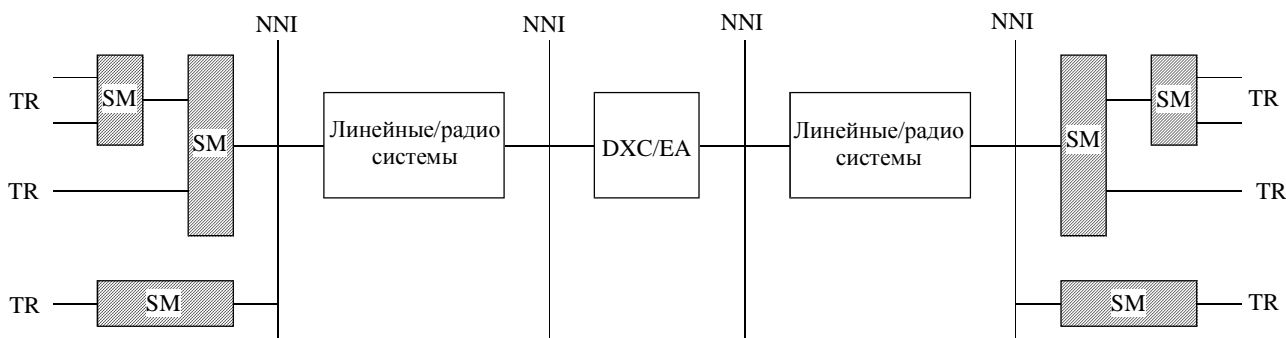 NNI
NNI
NNI
NNI
TR
SM
SM
Линейные/радио
системы
DXC/EA
Линейные/радио
системы
SM
SM
TR
TR
TR
TR
SM
SM
TR